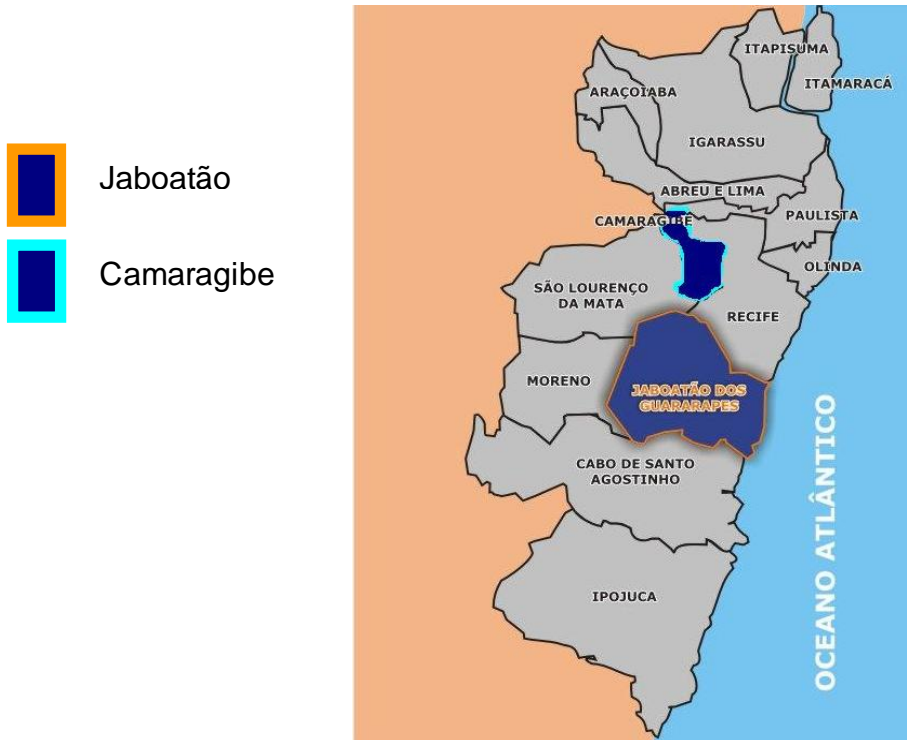 Jaboatão
Camaragibe
ITAPISUMA
ITAMARACÁ
ARAÇOIABA
IGARASSU
ABREU E LIMA
PAULISTA
CAMARAGIBE
OLINDA
SÃO LOURENÇO
DA MATA
RECIFE
MORENO
JABOATÃO DOS
GUARARAPES
CABO DE SANTO
AGOSTINHO
IPOJUCA
OCEANO ATLÂNTICO